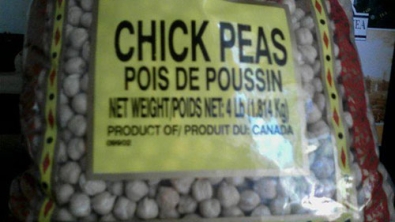 CHICK PEAS
POIS DE POUSSIN
NET WEIGHT/POIDS NET: 4 Lb (1.814 Kg)
PRODUCT OF/ PRODUIT DU: CANADA